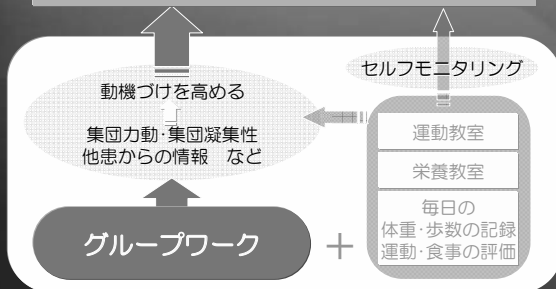 セルフモニタリング
動機づけを高める
集団力動・集団凝集性
他患からの情報　など
運動教室
栄養教室
毎日の
体重・歩数の記録
運動・食事の評価
グループワーク
＋